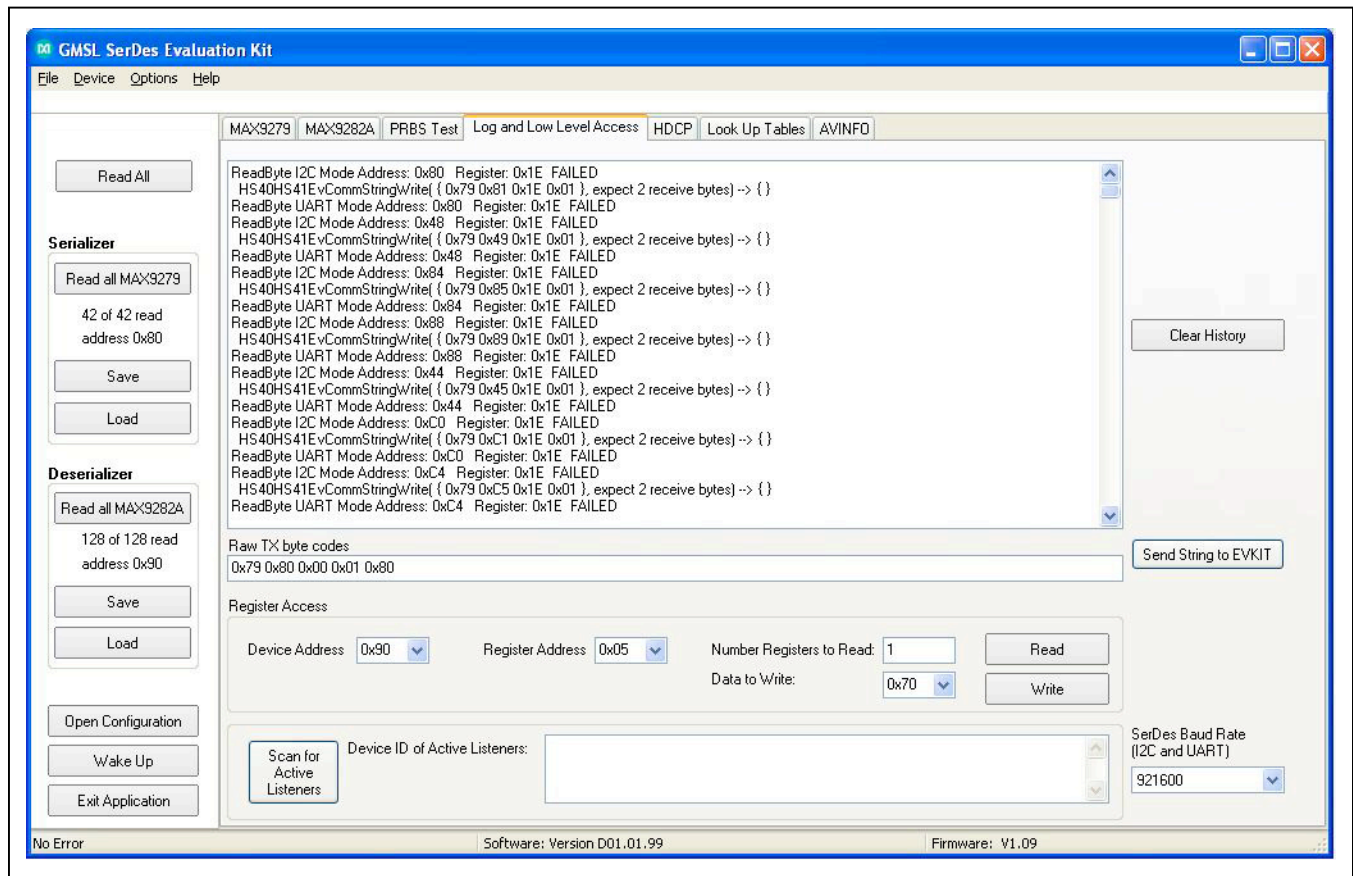 GMSL SerDes Evaluation Kit
File Device Options Help
MAX9279 MAX9282A PRBS Test Log and Low Level Access HDCP Look Up Tables AVINFO
Read All
Serializer
Read all MAX9279
42 of 42 read
address 0x80
Save
Load
Deserializer
Read all MAX9282A
128 of 128 read
address 0x90
Save
Load
Open Configuration
Wake Up
Exit Application
ReadByte I2C Mode Address: 0x80 Register: 0x1E FAILED
HS40HS41EvCommStringWrite( { 0x79 0x81 0x1E 0x01 }, expect 2 receive bytes) --> { }
ReadByte UART Mode Address: 0x80 Register: 0x1E FAILED
ReadByte I2C Mode Address: 0x48 Register: 0x1E FAILED
HS40HS41EvCommStringWrite( { 0x79 0x49 0x1E 0x01 }, expect 2 receive bytes) --> { }
ReadByte UART Mode Address: 0x48 Register: 0x1E FAILED
ReadByte I2C Mode Address: 0x84 Register: 0x1E FAILED
HS40HS41EvCommStringWrite( { 0x79 0x85 0x1E 0x01 }, expect 2 receive bytes) --> { }
ReadByte UART Mode Address: 0x84 Register: 0x1E FAILED
ReadByte I2C Mode Address: 0x88 Register: 0x1E FAILED
HS40HS41EvCommStringWrite( { 0x79 0x89 0x1E 0x01 }, expect 2 receive bytes) --> { }
ReadByte UART Mode Address: 0x88 Register: 0x1E FAILED
ReadByte I2C Mode Address: 0x44 Register: 0x1E FAILED
HS40HS41EvCommStringWrite( { 0x79 0x45 0x1E 0x01 }, expect 2 receive bytes) --> { }
ReadByte UART Mode Address: 0x44 Register: 0x1E FAILED
ReadByte I2C Mode Address: 0xC0 Register: 0x1E FAILED
HS40HS41EvCommStringWrite( { 0x79 0xC1 0x1E 0x01 }, expect 2 receive bytes) --> { }
ReadByte UART Mode Address: 0xC0 Register: 0x1E FAILED
ReadByte I2C Mode Address: 0xC4 Register: 0x1E FAILED
HS40HS41EvCommStringWrite( { 0x79 0xC5 0x1E 0x01 }, expect 2 receive bytes) --> { }
ReadByte UART Mode Address: 0xC4 Register: 0x1E FAILED
Clear History
Raw TX byte codes
0x79 0x80 0x00 0x01 0x80
Send String to EVKIT
Register Access
Device Address 0x90 Register Address 0x05 Number Registers to Read: 1 Read
Data to Write: 0x70 Write
Scan for
Active
Listeners
Device ID of Active Listeners:
SerDes Baud Rate
(I2C and UART)
921600
No Error Software: Version D01.01.99 Firmware: V1.09